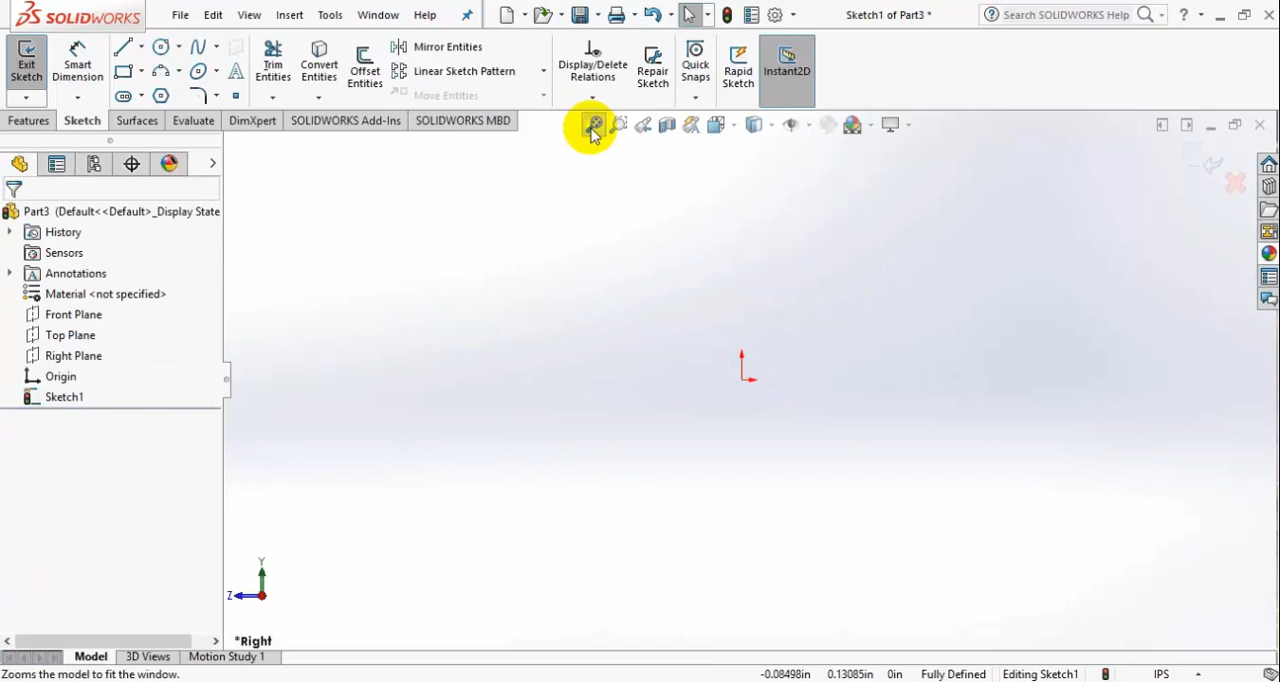 SOLIDWORKS File Edit View Insert Tools Window Help Sketch1 of Part3 * Search SOLIDWORKS Help ?
Exit Sketch
Smart Dimension
Trim Entities
Convert Entities
Offset Entities
Mirror Entities
Linear Sketch Pattern
Move Entities
Display/Delete Relations
Repair Sketch
Quick Snaps
Rapid Sketch
Instant2D
Features Sketch Surfaces Evaluate DimXpert SOLIDWORKS Add-Ins SOLIDWORKS MBD
Part3 (Default<<Default>_Display State
History
Sensors
Annotations
Material <not specified>
Front Plane
Top Plane
Right Plane
Origin
Sketch1
Y
Z
*Right
Model 3D Views Motion Study 1
Zooms the model to fit the window. -0.08498in 0.13085in 0in Fully Defined Editing Sketch1 IPS